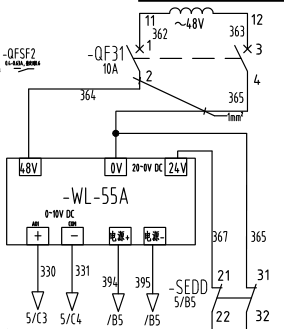 11
12
~48V
362
363
-QFSF2
-QF31
10A
1
3
2
4
364
365
1mm²
48V
0V
20~0V DC
24V
-WL-55A
0~10V DC
AO1
COM
电源+
电源-
+
-
330
331
394
395
367
365
-SEDD
5/B5
21
31
22
32
5/C3
5/C4
/B5
/B5